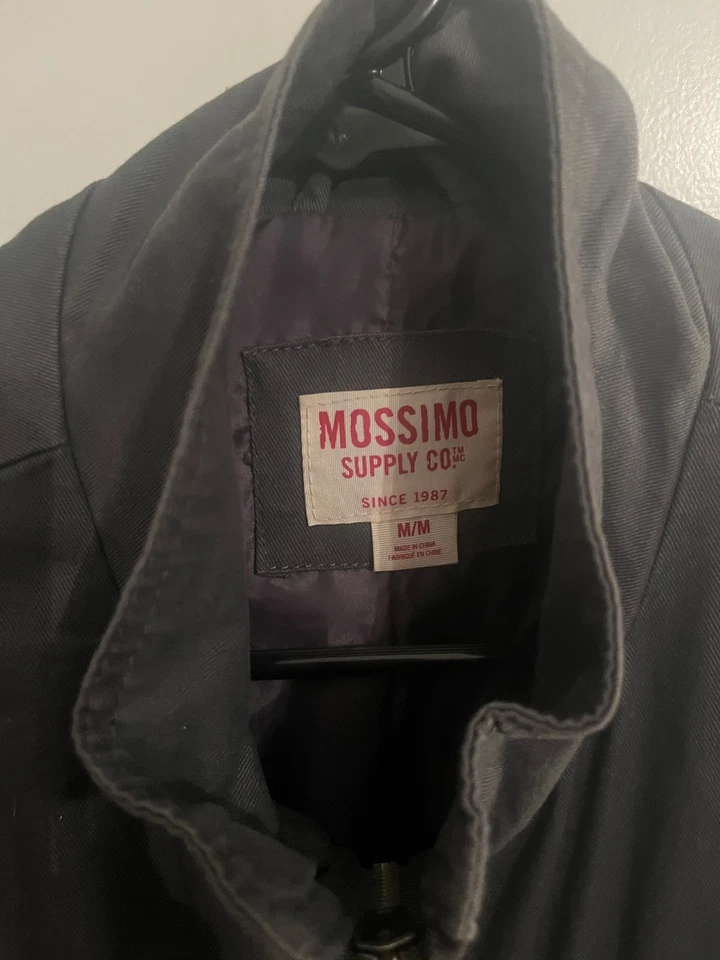 MOSSIMO
SUPPLY CO.™ MC
SINCE 1987
M/M
MADE IN CHINA
FABRIQUÉ EN CHINE